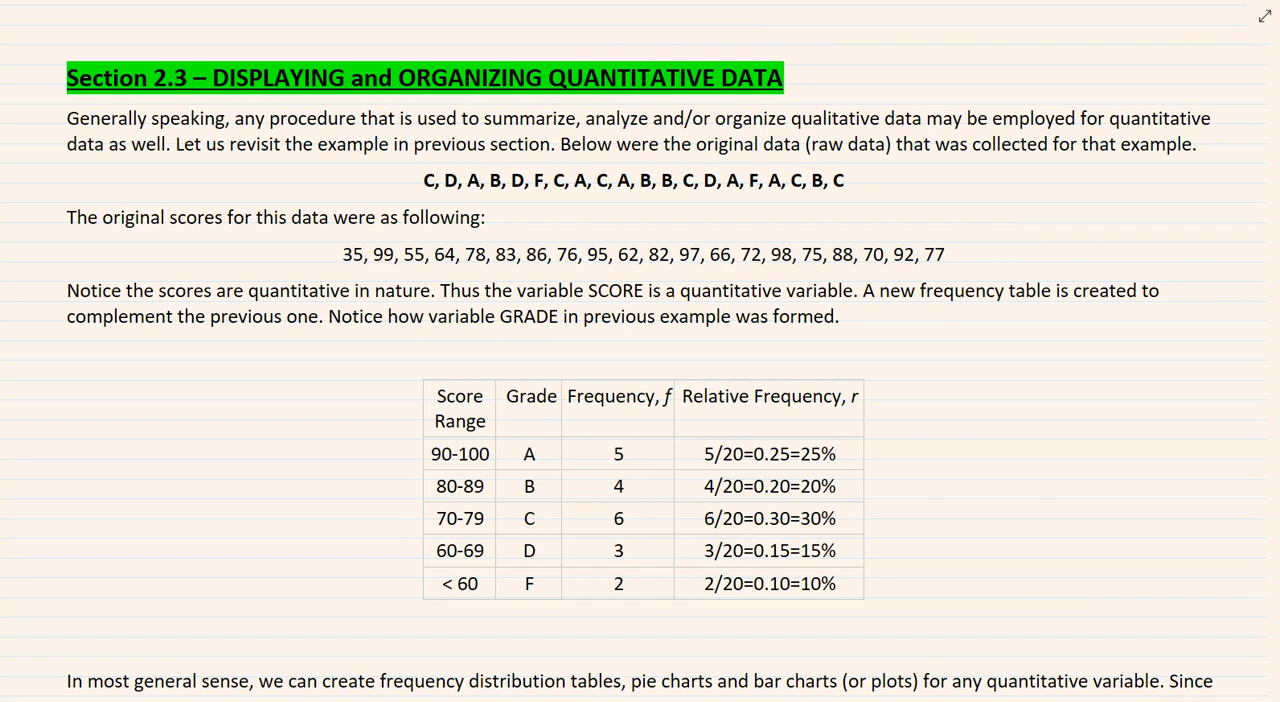 Section 2.3 – DISPLAYING and ORGANIZING QUANTITATIVE DATA
Generally speaking, any procedure that is used to summarize, analyze and/or organize qualitative data may be employed for quantitative
data as well. Let us revisit the example in previous section. Below were the original data (raw data) that was collected for that example.
C, D, A, B, D, F, C, A, C, A, B, B, C, D, A, F, A, C, B, C
The original scores for this data were as following:
35, 99, 55, 64, 78, 83, 86, 76, 95, 62, 82, 97, 66, 72, 98, 75, 88, 70, 92, 77
Notice the scores are quantitative in nature. Thus the variable SCORE is a quantitative variable. A new frequency table is created to
complement the previous one. Notice how variable GRADE in previous example was formed.
Score Range Grade Frequency, f Relative Frequency, r
90-100 A 5 5/20=0.25=25%
80-89 B 4 4/20=0.20=20%
70-79 C 6 6/20=0.30=30%
60-69 D 3 3/20=0.15=15%
< 60 F 2 2/20=0.10=10%
In most general sense, we can create frequency distribution tables, pie charts and bar charts (or plots) for any quantitative variable. Since